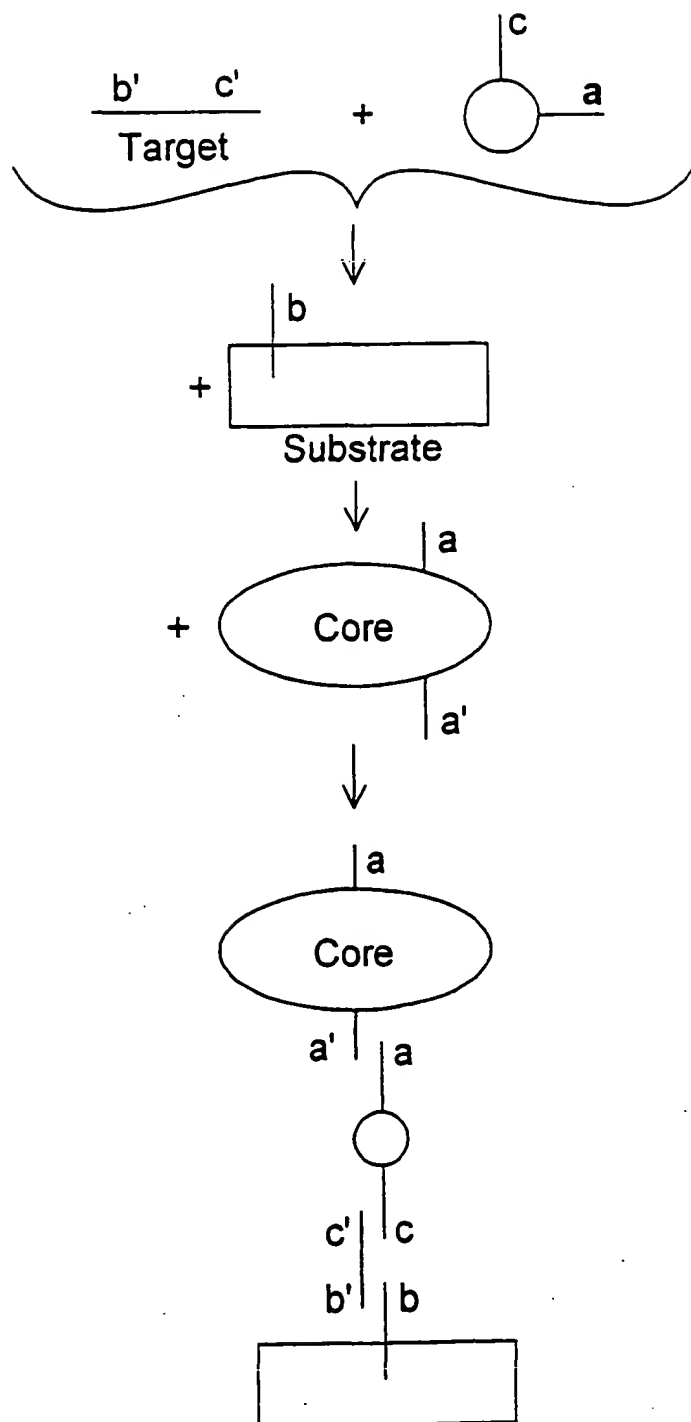 c
b' c' + a
Target
b
+
Substrate
a
+ Core
a'
a
Core
a' a
c' c
b' b